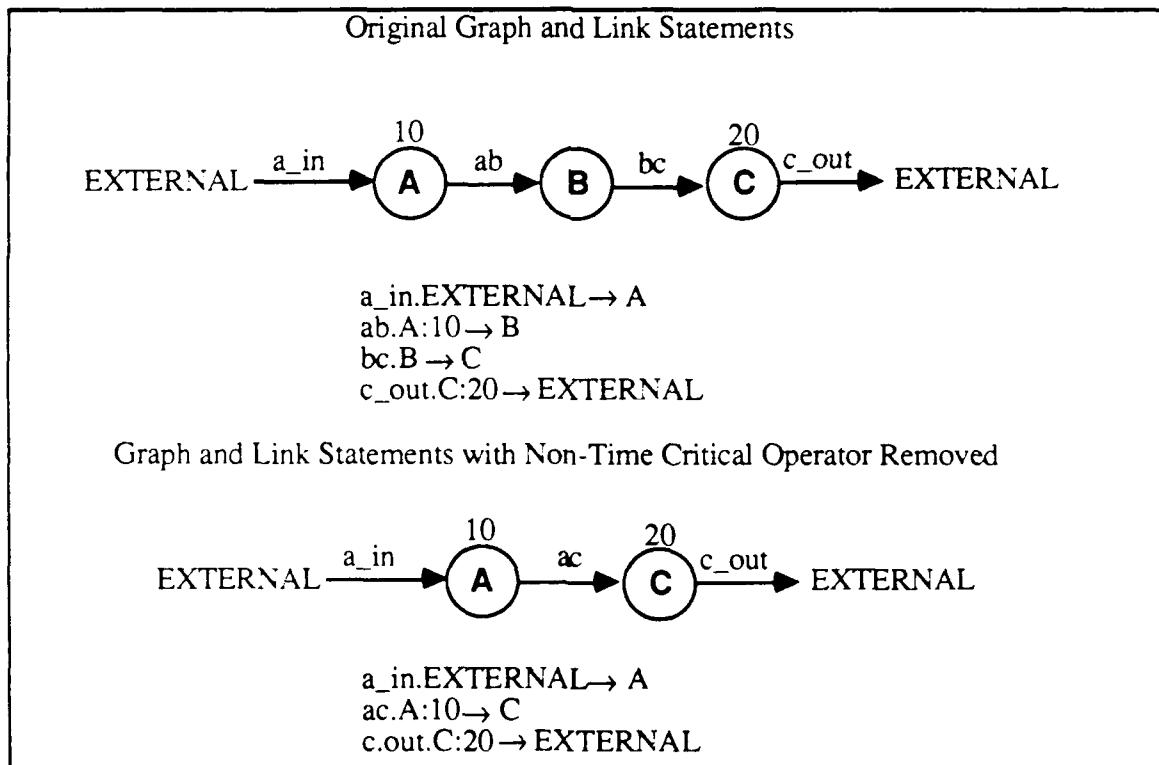 Original Graph and Link Statements
10
20
EXTERNAL a_in A ab B bc C c_out EXTERNAL
a_in.EXTERNAL→ A
ab.A:10→ B
bc.B → C
c_out.C:20→ EXTERNAL
Graph and Link Statements with Non-Time Critical Operator Removed
10
20
EXTERNAL a_in A ac C c_out EXTERNAL
a_in.EXTERNAL→ A
ac.A:10→ C
c.out.C:20→ EXTERNAL